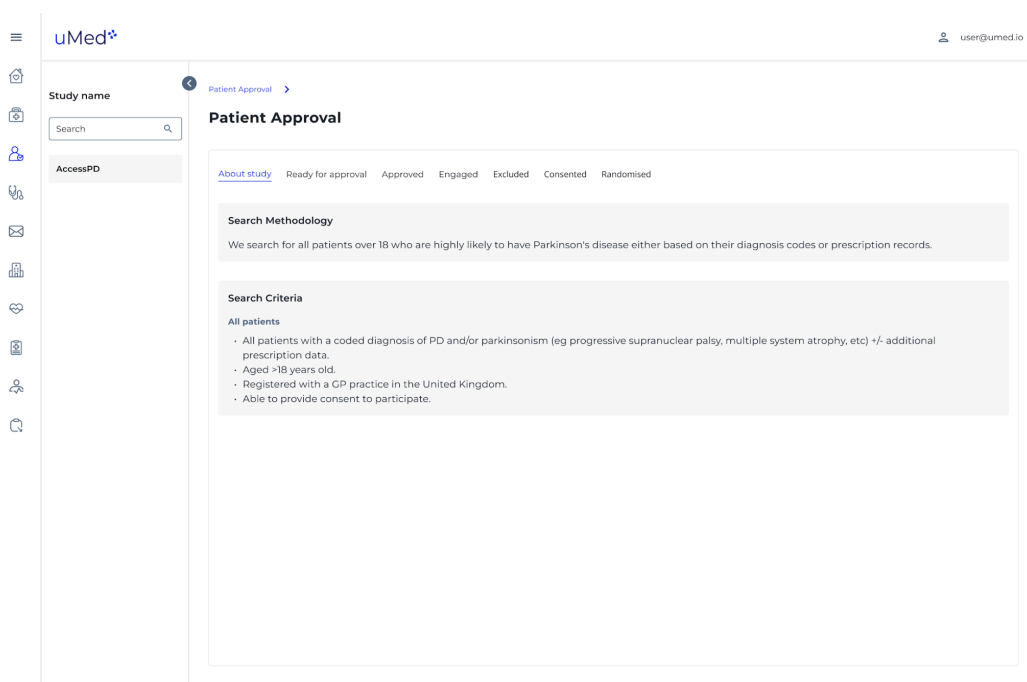 uMed
user@umed.io
Study name
Search
AccessPD
Patient Approval
Patient Approval
About study Ready for approval Approved Engaged Excluded Consented Randomised
Search Methodology
We search for all patients over 18 who are highly likely to have Parkinson's disease either based on their diagnosis codes or prescription records.
Search Criteria
All patients
• All patients with a coded diagnosis of PD and/or parkinsonism (eg progressive supranuclear palsy, multiple system atrophy, etc) +/- additional
prescription data.
• Aged >18 years old.
• Registered with a GP practice in the United Kingdom.
• Able to provide consent to participate.